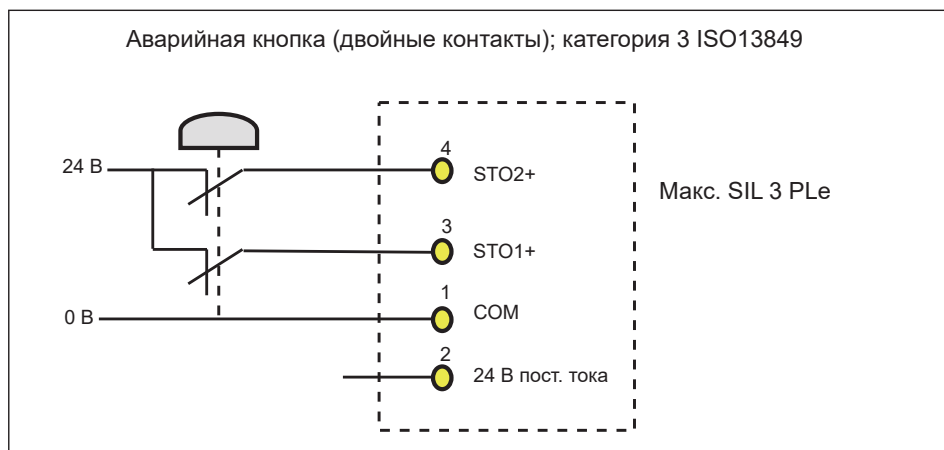 Аварийная кнопка (двойные контакты); категория 3 ISO13849
24 В
4
STO2+
Макс. SIL 3 PLe
3
STO1+
0 В
1
COM
2
24 В пост. тока